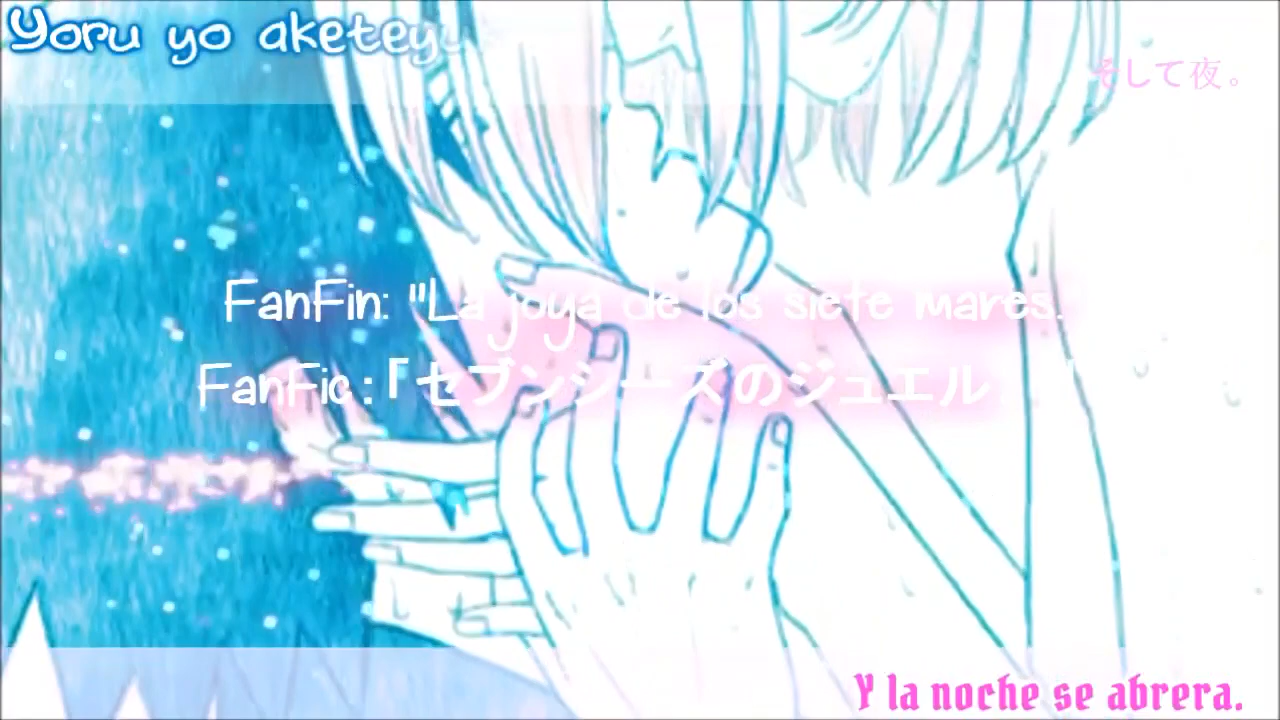 Yoru yo aketeyu
そして夜。
FanFin: "La joya de los siete mares.
FanFic :「セブンシーズのジュエル」
Y la noche se abrera.